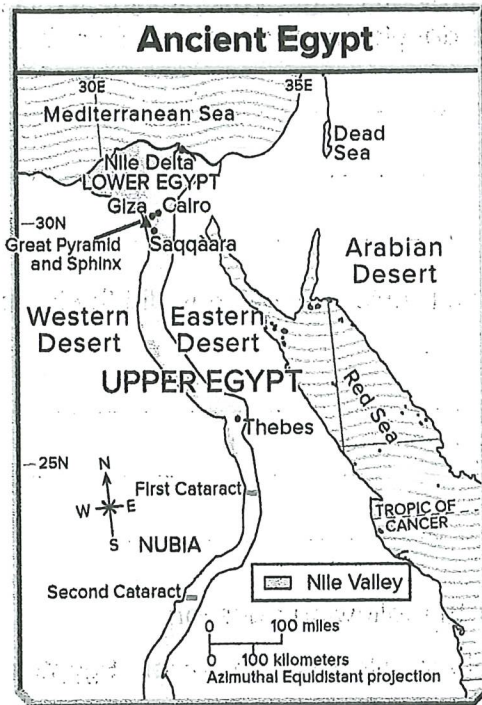 Ancient Egypt
30E
35E
Mediterranean Sea
Dead
Sea
Nile Delta
LOWER EGYPT
Giza
Cairo
30N
Great Pyramid
and Sphinx
Saqqaara
Arabian
Desert
Western
Desert
Eastern
Desert
UPPER EGYPT
Red Sea
Thebes
25N
N
W
E
S
First Cataract
TROPIC OF
CANCER
NUBIA
Second Cataract
Nile Valley
0
100 miles
0
100 kilometers
Azimuthal Equidistant projection